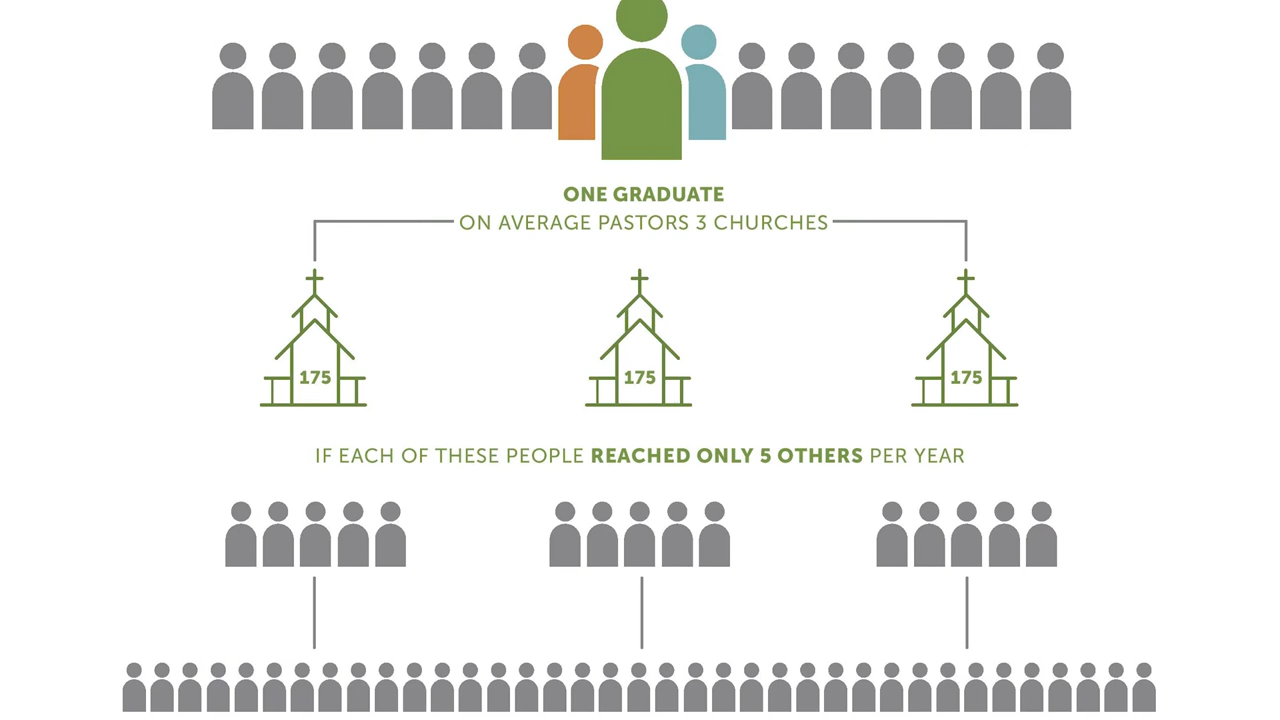 ONE GRADUATE
ON AVERAGE PASTORS 3 CHURCHES
175 175 175
IF EACH OF THESE PEOPLE REACHED ONLY 5 OTHERS PER YEAR